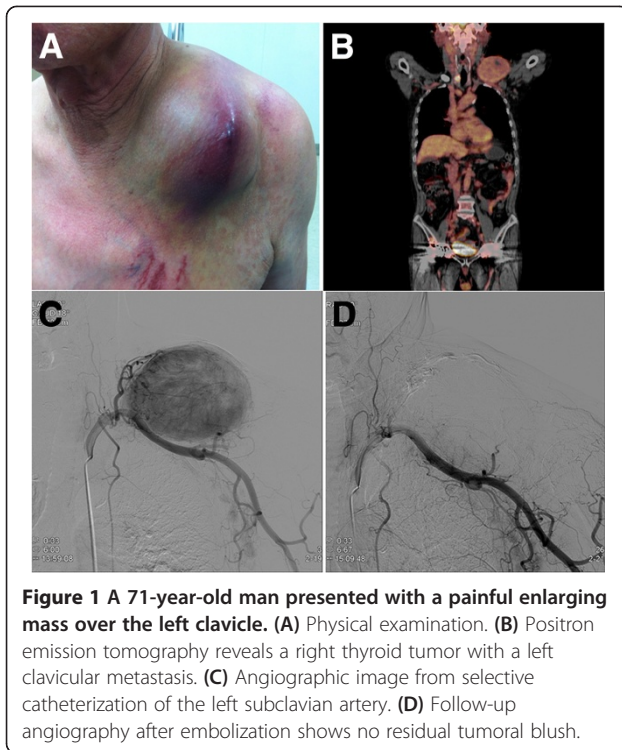 A
B
C
D
Figure 1 A 71-year-old man presented with a painful enlarging
mass over the left clavicle. (A) Physical examination. (B) Positron
emission tomography reveals a right thyroid tumor with a left
clavicular metastasis. (C) Angiographic image from selective
catheterization of the left subclavian artery. (D) Follow-up
angiography after embolization shows no residual tumoral blush.